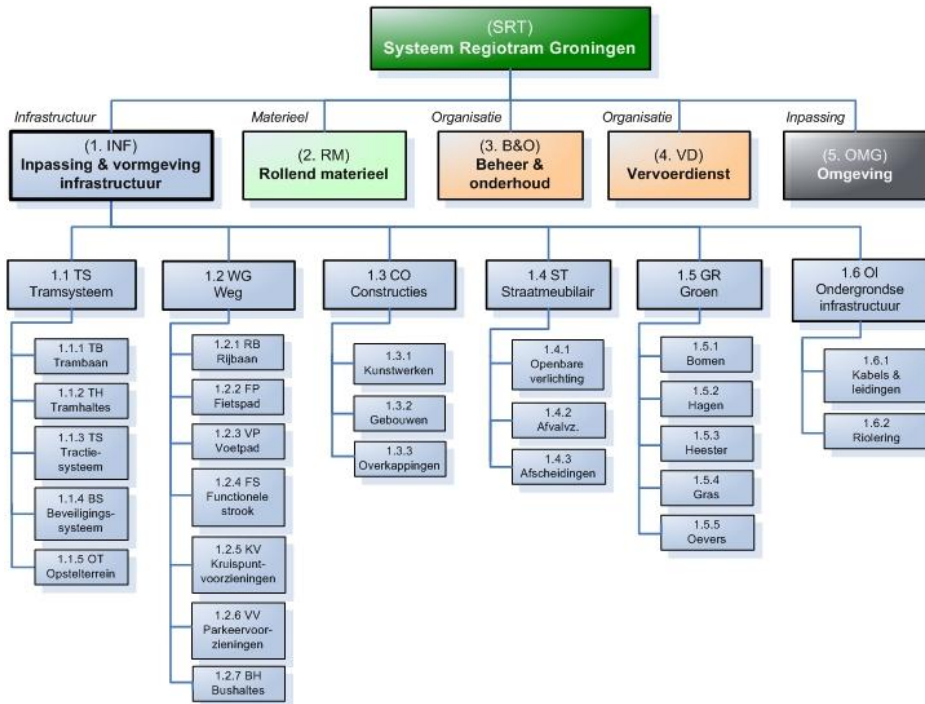 (SRT)
Systeem Regiotram Groningen
Infrastructuur
Materieel
Organisatie
Organisatie
Inpassing
(1. INF)
Inpassing & vormgeving
infrastructuur
(2. RM)
Rollend materieel
(3. B&O)
Beheer &
onderhoud
(4. VD)
Vervoerdienst
(5. OMG)
Omgeving
1.1 TS
Tramsysteem
1.1.1 TB
Trambaan
1.1.2 TH
Tramhaltes
1.1.3 TS
Tractie-
systeem
1.1.4 BS
Beveiligings-
systeem
1.1.5 OT
Opstelterrein
1.2 WG
Weg
1.2.1 RB
Rijbaan
1.2.2 FP
Fietspad
1.2.3 VP
Voetpad
1.2.4 FS
Functionele
strook
1.2.5 KV
Kruispunt-
voorzieningen
1.2.6 VV
Parkeervoor-
zieningen
1.2.7 BH
Bushaltes
1.3 CO
Constructies
1.3.1
Kunstwerken
1.3.2
Gebouwen
1.3.3
Overkappingen
1.4 ST
Straatmeubilair
1.4.1
Openbare
verlichting
1.4.2
Afvalvz.
1.4.3
Afscheidingen
1.5 GR
Groen
1.5.1
Bomen
1.5.2
Hagen
1.5.3
Heester
1.5.4
Gras
1.5.5
Oevers
1.6 OI
Ondergrondse
infrastructuur
1.6.1
Kabels &
leidingen
1.6.2
Riolering